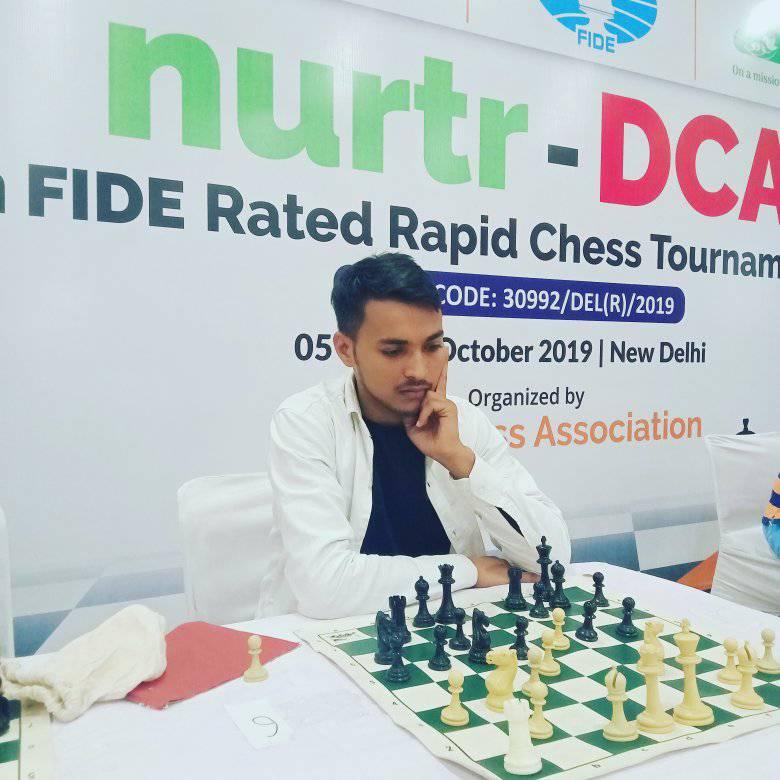 FIDE
On a missio
nurtr - DCA
FIDE Rated Rapid Chess Tournam
CODE: 30992/DEL(R)/2019
05 October 2019 | New Delhi
Organized by
ss Association
9